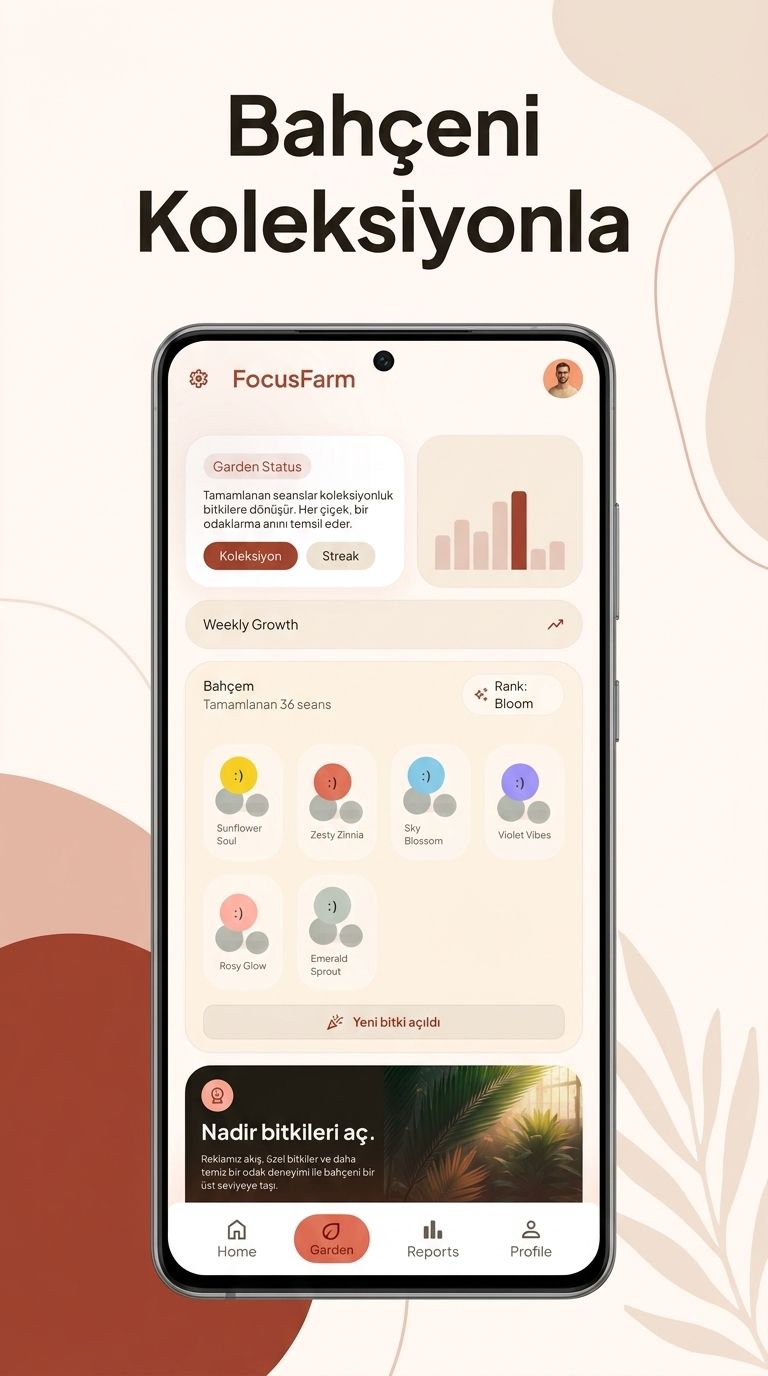 Bahçeni
Koleksiyonla
FocusFarm
Garden Status
Tamamlanan seanslar koleksiyonluk
bitkilere dönüşür. Her çiçek, bir
odaklarma anını temsil eder.
Koleksiyon
Streak
Weekly Growth
Bahçem
Tamamlanan 36 seans
Rank:
Bloom
:)
:)
:)
:)
Sunflower
Soul
Zesty Zinnia
Sky
Blossom
Violet Vibes
:)
:)
Rosy Glow
Emerald
Sprout
Yeni bitki açıldı
Nadir bitkileri aç.
Reklamız akış, özel bitkiler ve daha
temiz bir odak deneyimi ile bahçeni bir
üst seviyeye taşı.
Home
Garden
Reports
Profile